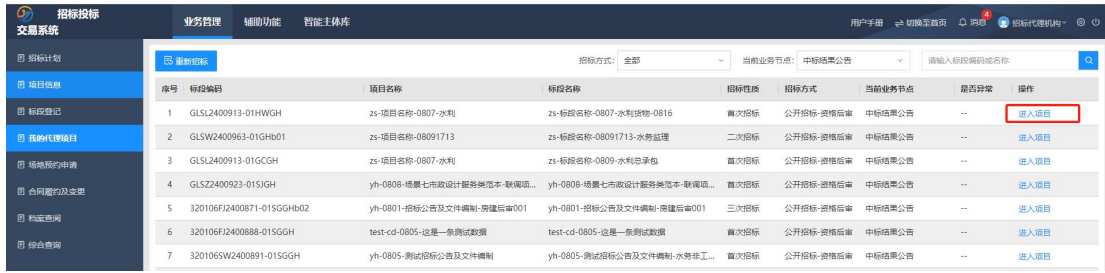 招标投标
交易系统
业务管理 辅助功能 智能主体库
用户手册 切换至首页 消息 4 招标代理机构
招标计划
项目信息
标段登记
我的代理项目
场地预约申请
合同履约及变更
档案查阅
综合查询
重新招标 招标方式: 全部 当前业务节点: 中标结果公告 请输入标段编码或名称
序号 标段编码 项目名称 标段名称 招标性质 招标方式 当前业务节点 是否异常 操作
1 GLSL2400913-01HWGH zs-项目名称-0807-水利 zs-标段名称-0807-水利货物-0816 首次招标 公开招标-资格后审 中标结果公告 -- 进入项目
2 GLSW2400963-01GHb01 zs-项目名称-08091713 zs-标段名称-08091713-水务监理 二次招标 公开招标-资格后审 中标结果公告 -- 进入项目
3 GLSL2400913-01GCGH zs-项目名称-0807-水利 zs-标段名称-0809-水利总承包 首次招标 公开招标-资格后审 中标结果公告 -- 进入项目
4 GLSZ2400923-01SJGH yh-0808-场景七市政设计服务类范本-联调项... yh-0808-场景七市政设计服务类范本-联调项... 首次招标 公开招标-资格后审 中标结果公告 -- 进入项目
5 320106FJ2400871-01SGGHb02 yh-0801-招标公告及文件编制-房建后审001 yh-0801-招标公告及文件编制-房建后审001 三次招标 公开招标-资格后审 中标结果公告 -- 进入项目
6 320106FJ2400888-01SGGH test-cd-0805-这是一条测试数据 test-cd-0805-这是一条测试数据 首次招标 公开招标-资格后审 中标结果公告 -- 进入项目
7 320106SW2400891-01SGGH yh-0805-测试招标公告及文件编制 yh-0805-测试招标公告及文件编制-水务非工... 首次招标 公开招标-资格后审 中标结果公告 -- 进入项目